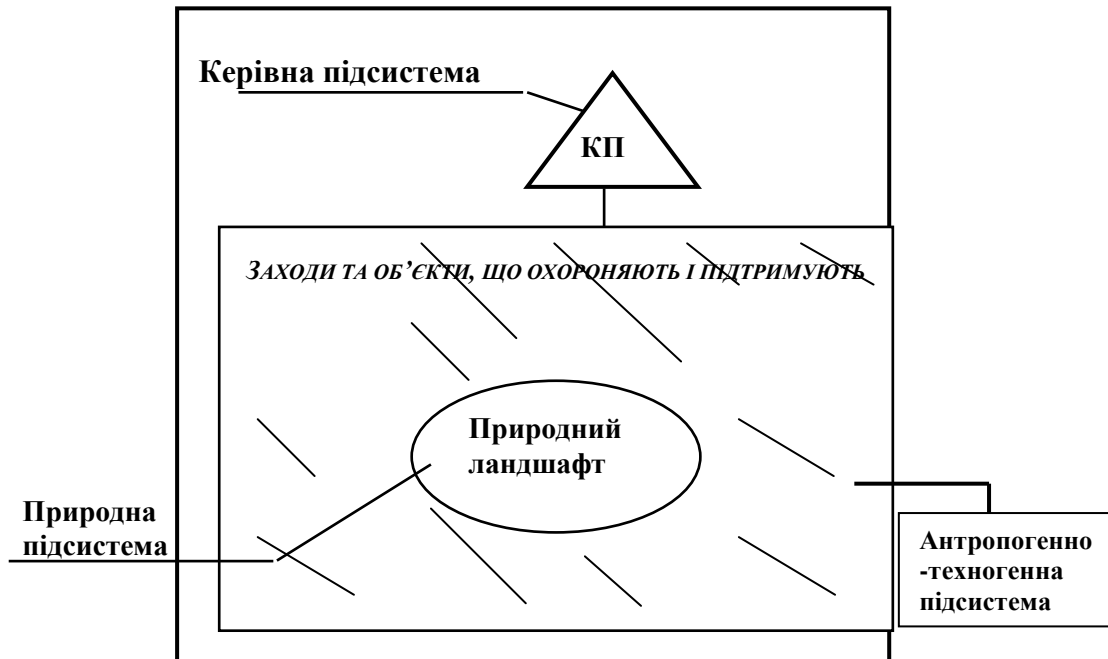 Керівна підсистема
КП
ЗАХОДИ ТА ОБ’ЄКТИ, ЩО ОХОРОНЯЮТЬ І ПІДТРИМУЮТЬ
Природний
ландшафт
Природна
підсистема
Антропогенно
-техногенна
підсистема